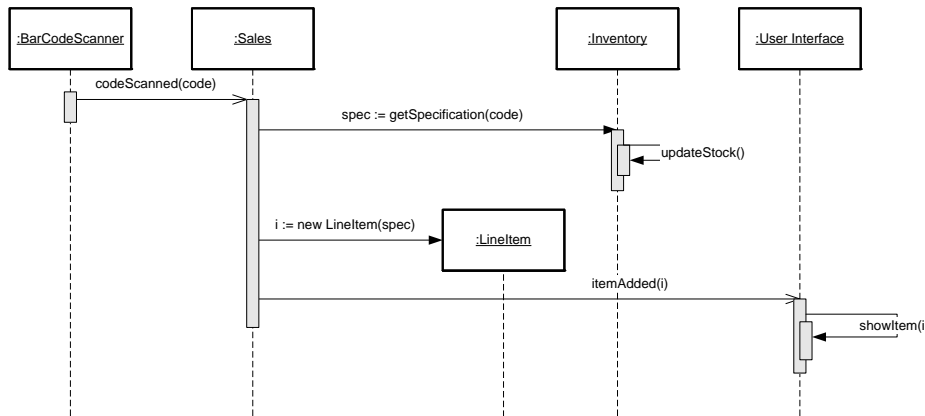 :BarCodeScanner
:Sales
:Inventory
:User Interface
codeScanned(code)
spec := getSpecification(code)
updateStock()
i := new LineItem(spec)
:LineItem
itemAdded(i)
showItem(i